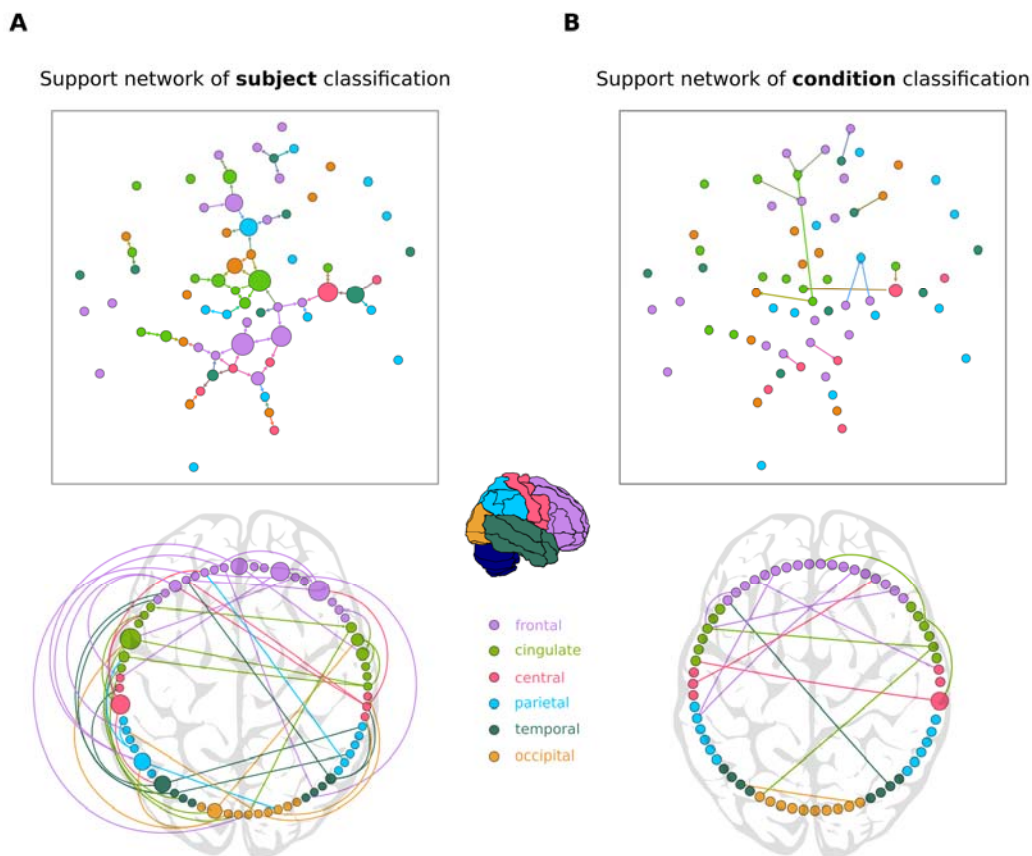 A
B
Support network of subject classification
Support network of condition classification
frontal
cingulate
central
parietal
temporal
occipital